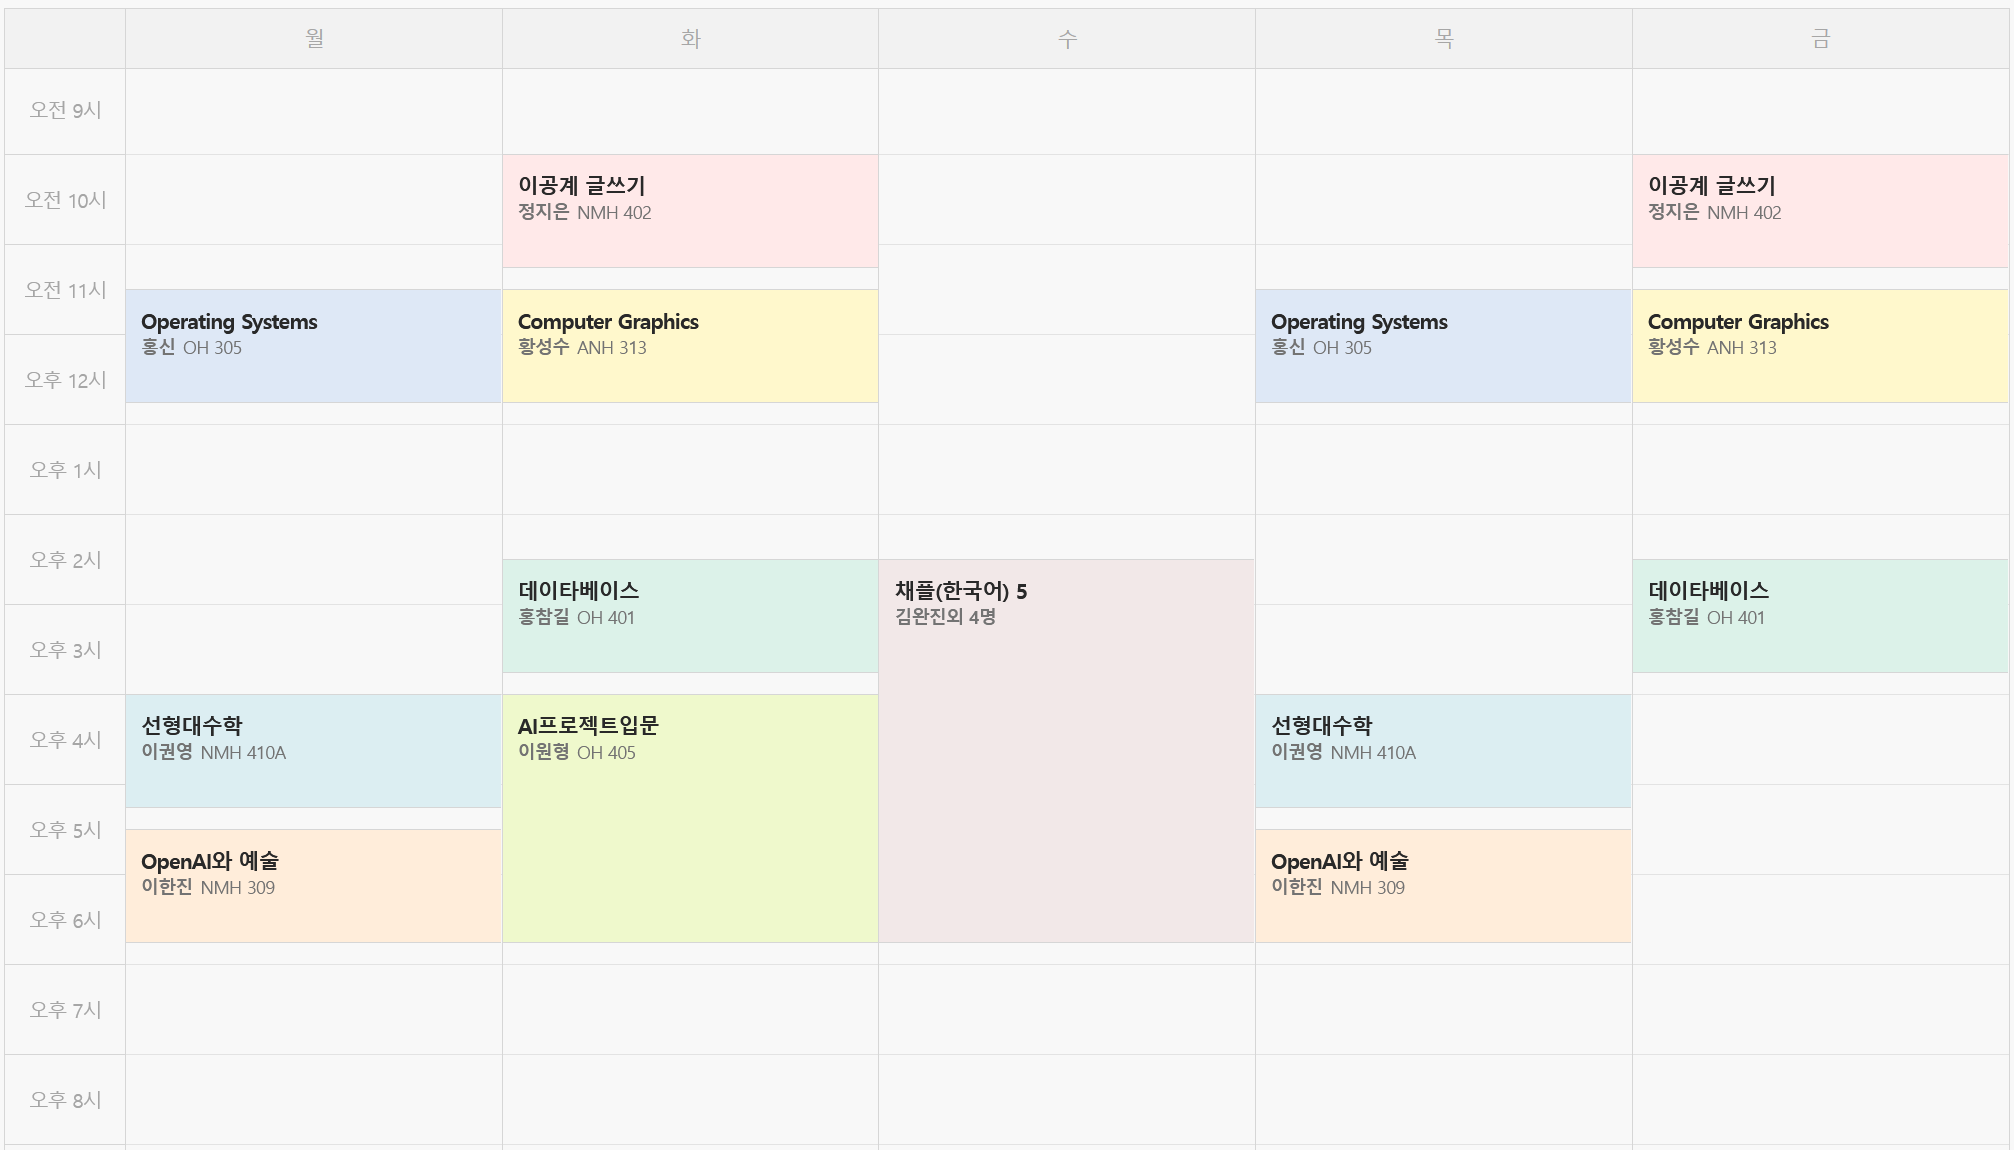 월 화 수 목 금
오전 9시
오전 10시
이공계 글쓰기
정지은 NMH 402
이공계 글쓰기
정지은 NMH 402
오전 11시
Operating Systems
홍신 OH 305
Computer Graphics
황성수 ANH 313
Operating Systems
홍신 OH 305
Computer Graphics
황성수 ANH 313
오후 12시
오후 1시
오후 2시
데이타베이스
홍참길 OH 401
채플(한국어) 5
김완진외 4명
데이타베이스
홍참길 OH 401
오후 3시
오후 4시
선형대수학
이권영 NMH 410A
AI프로젝트입문
이원형 OH 405
선형대수학
이권영 NMH 410A
오후 5시
OpenAI와 예술
이한진 NMH 309
OpenAI와 예술
이한진 NMH 309
오후 6시
오후 7시
오후 8시